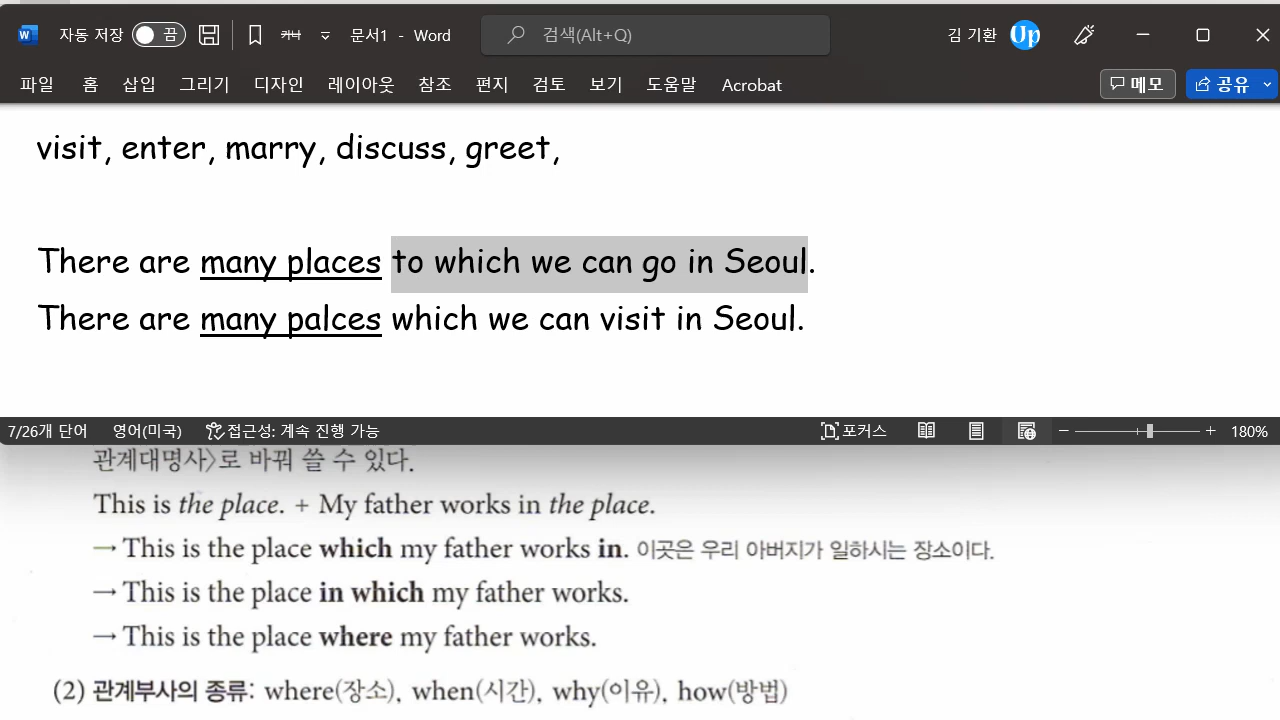 자동 저장 끔 가나 문서1 - Word 검색(Alt+Q) 김 기환 Up
파일 홈 삽입 그리기 디자인 레이아웃 참조 편지 검토 보기 도움말 Acrobat 메모 공유
visit, enter, marry, discuss, greet,
There are many places to which we can go in Seoul.
There are many palces which we can visit in Seoul.
7/26개 단어 영어(미국) 접근성: 계속 진행 가능 포커스 180%
관계대명사〉로 바꿔 쓸 수 있다.
This is the place. + My father works in the place.
→ This is the place which my father works in. 이곳은 우리 아버지가 일하시는 장소이다.
→ This is the place in which my father works.
→ This is the place where my father works.
(2) 관계부사의 종류: where(장소), when(시간), why(이유), how(방법)